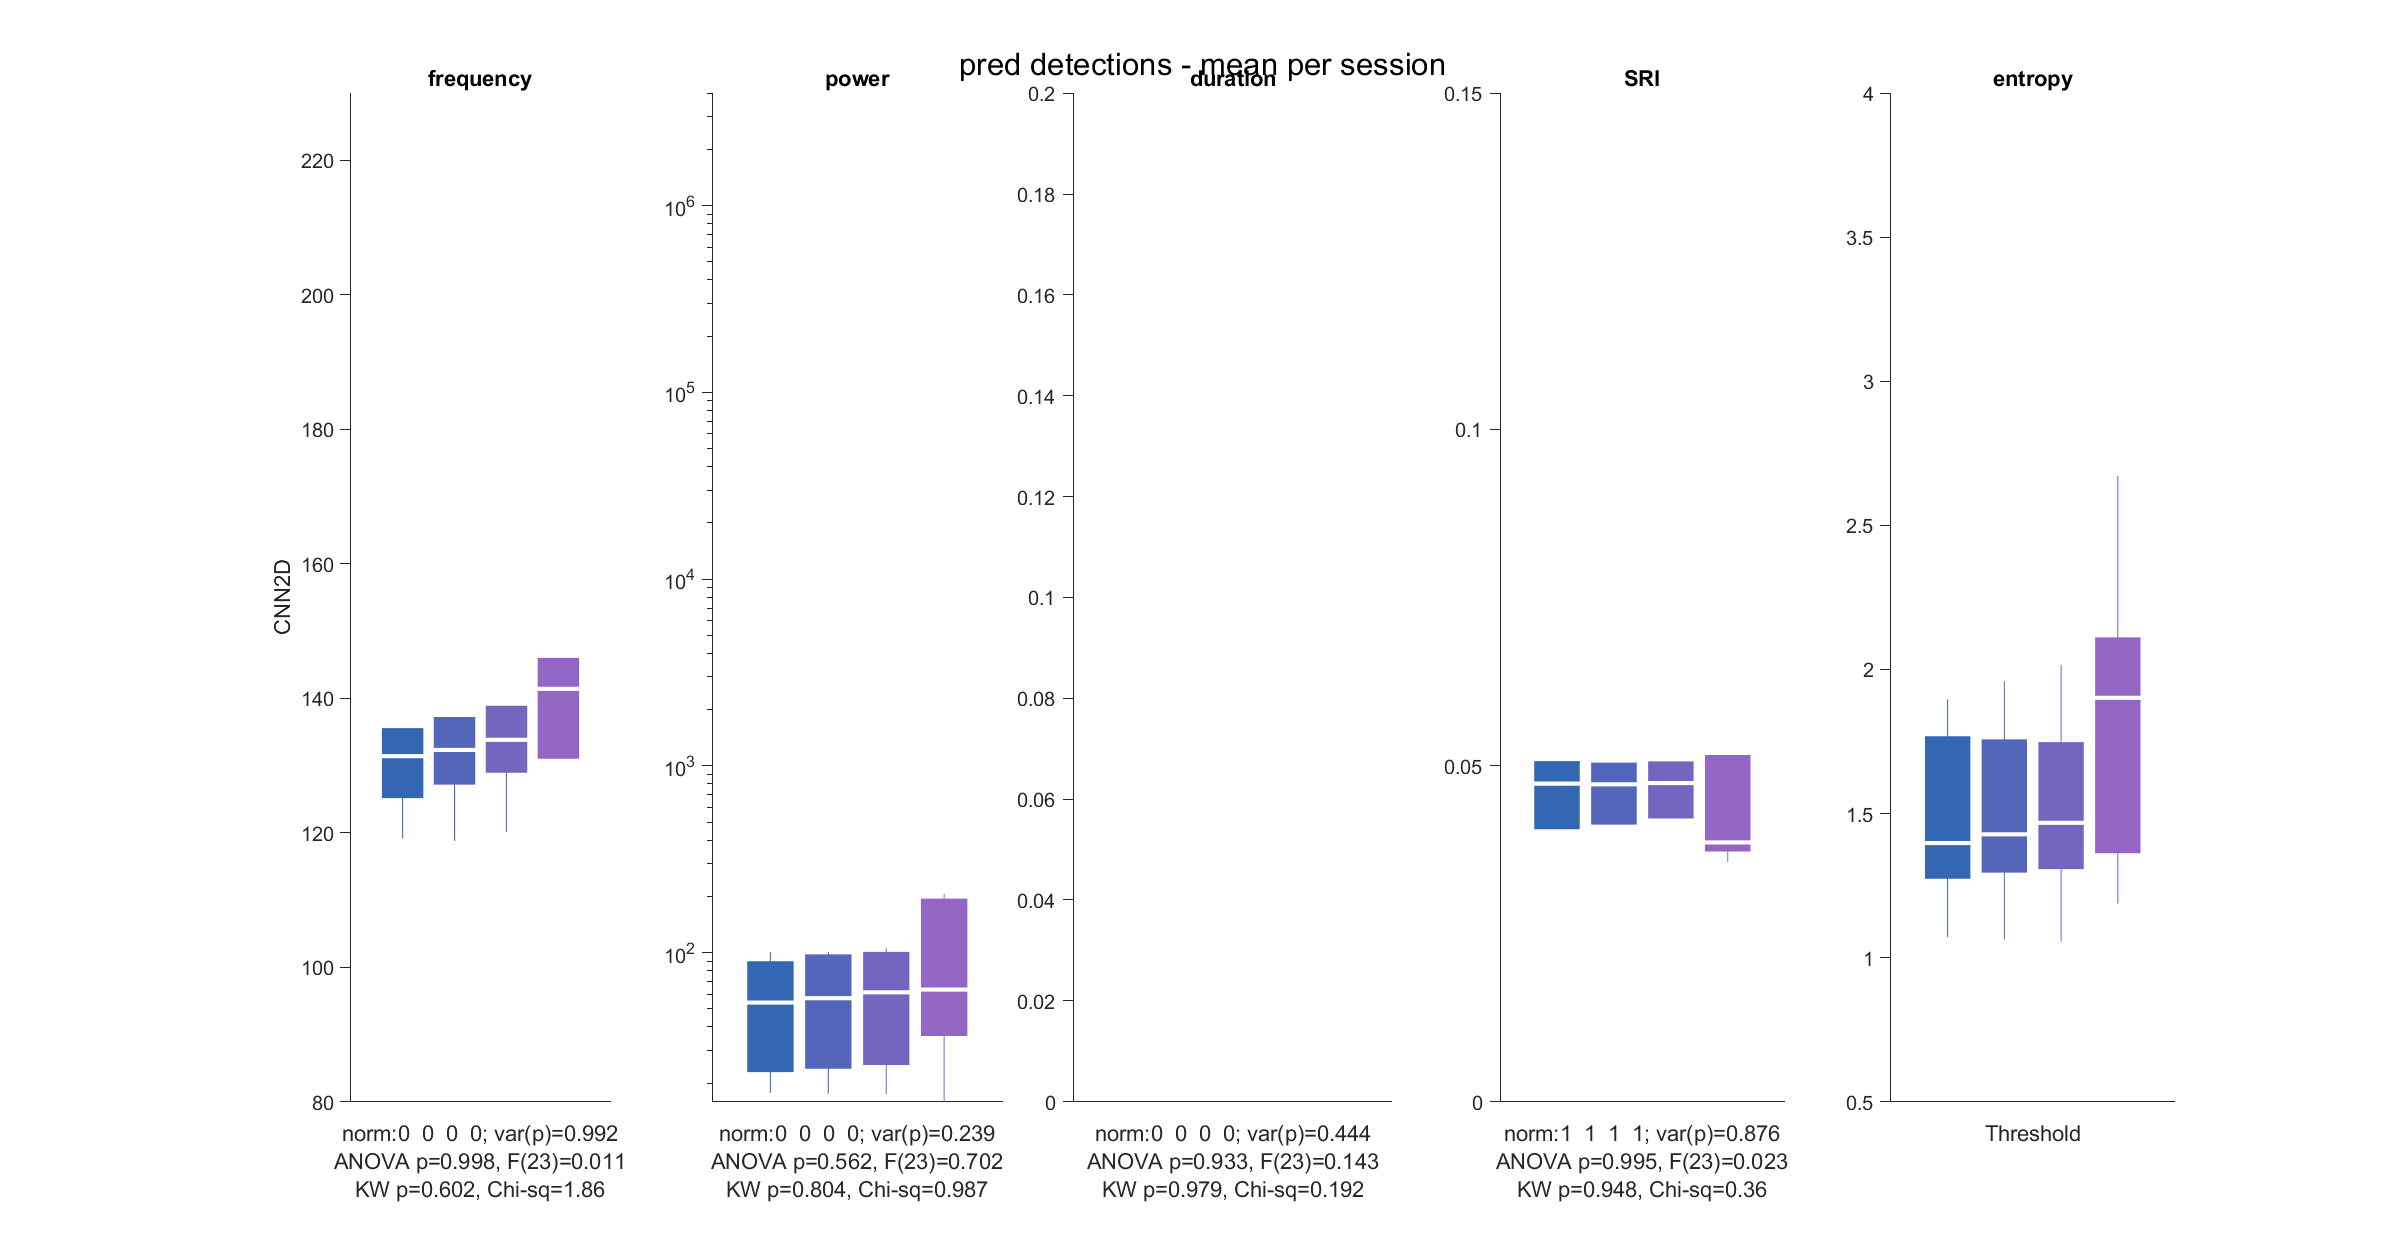 pred detections - mean per session
frequency
power
duration
SRI
entropy
CNN2D
220
200
180
160
140
120
100
80
10^6
10^5
10^4
10^3
10^2
0.2
0.18
0.16
0.14
0.12
0.1
0.08
0.06
0.04
0.02
0
0.15
0.1
0.05
0
4
3.5
3
2.5
2
1.5
1
0.5
norm:0 0 0 0; var(p)=0.992
ANOVA p=0.998, F(23)=0.011
KW p=0.602, Chi-sq=1.86
norm:0 0 0 0; var(p)=0.239
ANOVA p=0.562, F(23)=0.702
KW p=0.804, Chi-sq=0.987
norm:0 0 0 0; var(p)=0.444
ANOVA p=0.933, F(23)=0.143
KW p=0.979, Chi-sq=0.192
norm:1 1 1 1; var(p)=0.876
ANOVA p=0.995, F(23)=0.023
KW p=0.948, Chi-sq=0.36
Threshold